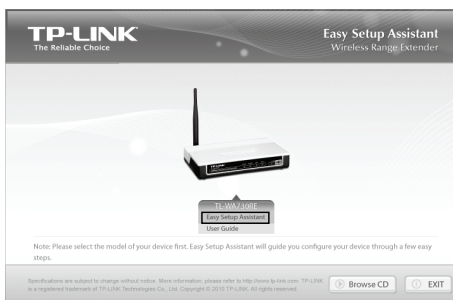 TP-LINK®
The Reliable Choice
Easy Setup Assistant
Wireless Range Extender
TL-WA730RE
Easy Setup Assistant
User Guide
Note: Please select the model of your device first. Easy Setup Assistant will guide you configure your device through a few easy
steps.
Specifications are subject to change without notice. More information, please refer to http://www.tp-link.com TP-LINK
is a registered trademark of TP-LINK Technologies Co., Ltd. Copyright © 2010 TP-LINK. All rights reserved.
Browse CD
EXIT